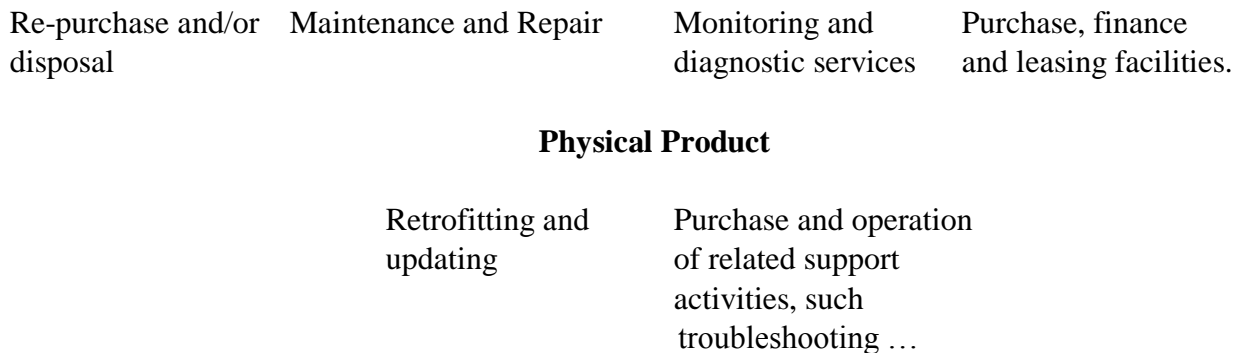 Re-purchase and/or disposal
Maintenance and Repair
Monitoring and diagnostic services
Purchase, finance and leasing facilities.
Physical Product
Retrofitting and updating
Purchase and operation of related support activities, such troubleshooting …